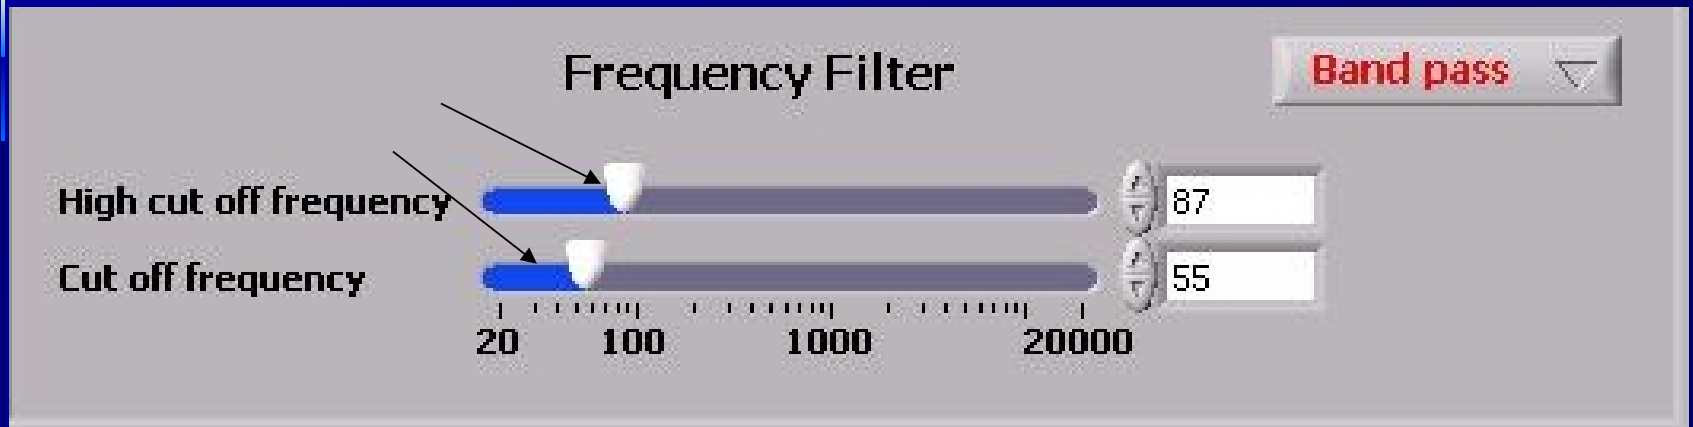 Frequency Filter
Band pass
High cut off frequency
87
Cut off frequency
55
20 100 1000 20000